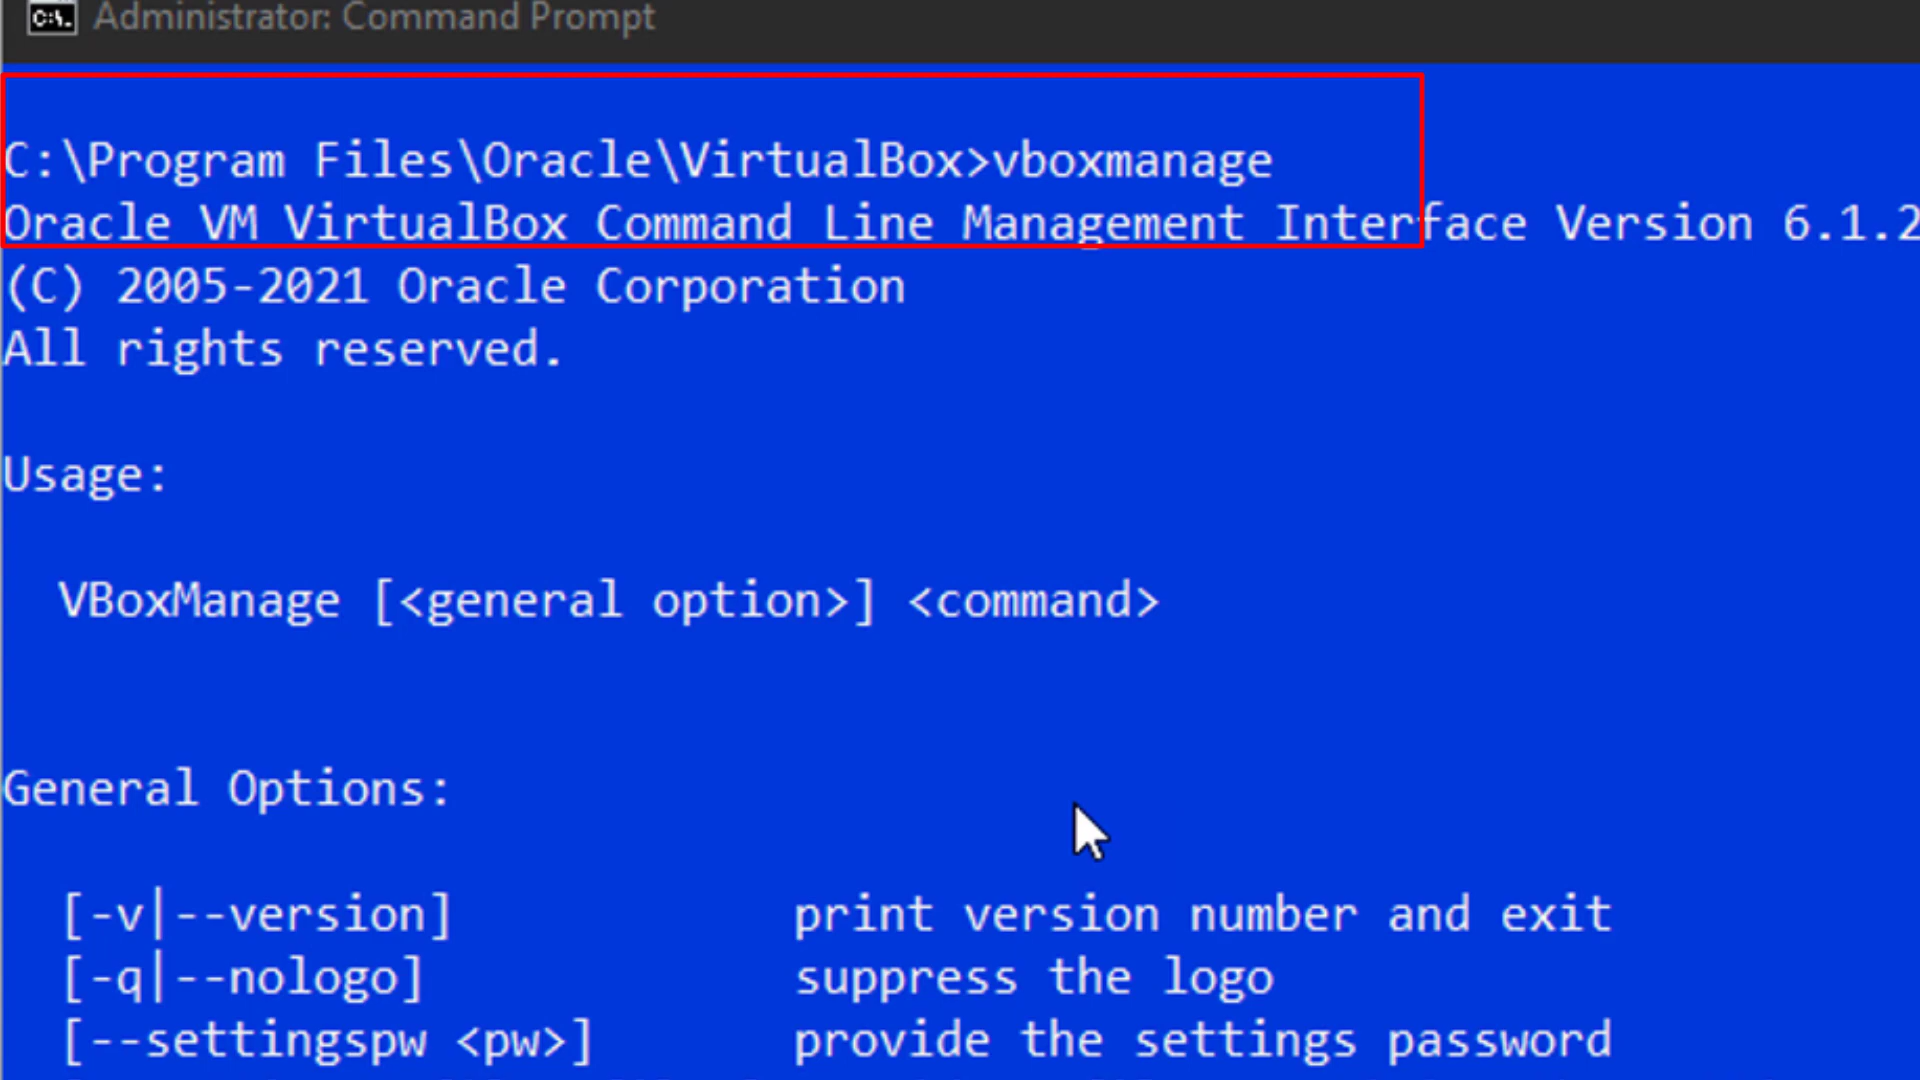 C:\. Administrator: Command Prompt
C:\Program Files\Oracle\VirtualBox>vboxmanage
Oracle VM VirtualBox Command Line Management Interface Version 6.1.2
(C) 2005-2021 Oracle Corporation
All rights reserved.
Usage:
VBoxManage [<general option>] <command>
General Options:
[-v|--version] print version number and exit
[-q|--nologo] suppress the logo
[--settingspw <pw>] provide the settings password